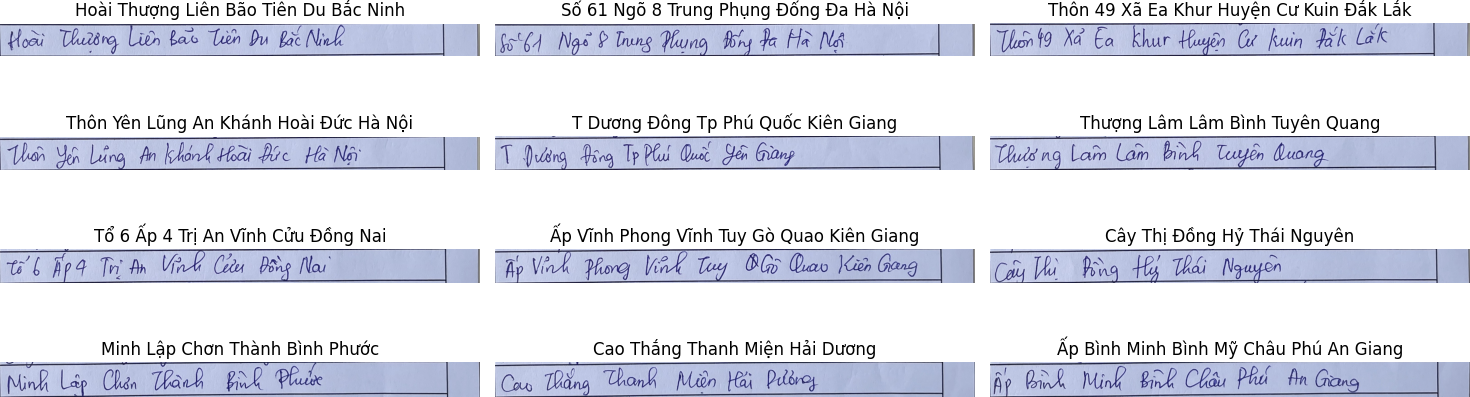 Hoài Thượng Liên Bão Tiên Du Bắc Ninh
Hoài Thượng Liên Bão Tiên Du Bắc Ninh
Số 61 Ngõ 8 Trung Phụng Đống Đa Hà Nội
Số 61 Ngõ 8 Trung Phụng Đống Đa Hà Nội
Thôn 49 Xã Ea Khur Huyện Cư Kuin Đắk Lắk
Thôn 49 Xã Ea Khur Huyện Cư Kuin Đắk Lắk
Thôn Yên Lũng An Khánh Hoài Đức Hà Nội
Thôn Yên Lũng An Khánh Hoài Đức Hà Nội
T Dương Đông Tp Phú Quốc Kiên Giang
T Dương Đông Tp Phú Quốc Yên Giang
Thượng Lâm Lâm Bình Tuyên Quang
Thượng Lâm Lâm Bình Tuyên Quang
Tổ 6 Ấp 4 Trị An Vĩnh Cửu Đồng Nai
Tổ 6 Ấp 4 Trị An Vĩnh Cửu Đồng Nai
Ấp Vĩnh Phong Vĩnh Tuy Gò Quao Kiên Giang
Ấp Vĩnh Phong Vĩnh Tuy Gò Quao Kiên Giang
Cây Thị Đồng Hỷ Thái Nguyên
Cây Thị Đồng Hỷ Thái Nguyên
Minh Lập Chơn Thành Bình Phước
Minh Lập Chơn Thành Bình Phước
Cao Thắng Thanh Miện Hải Dương
Cao Thắng Thanh Miện Hải Dương
Ấp Bình Minh Bình Mỹ Châu Phú An Giang
Ấp Bình Minh Bình Châu Phú An Giang